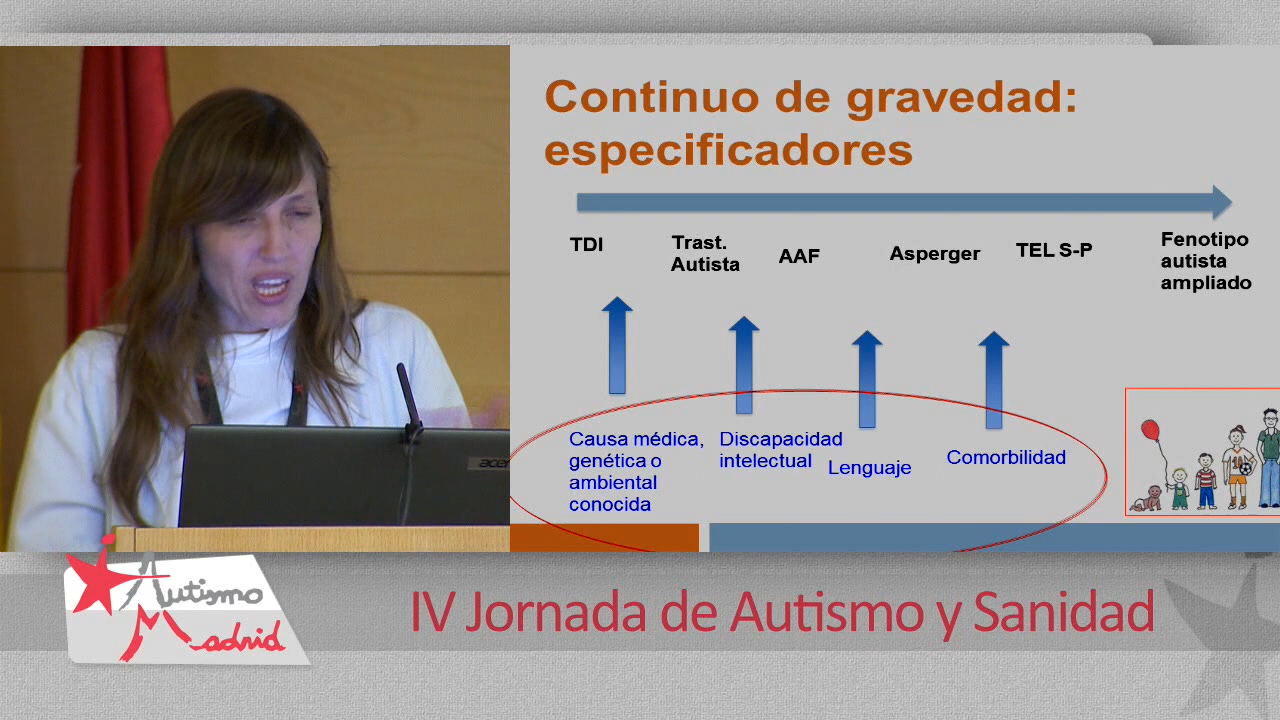 Continuo de gravedad:
especificadores
TDI
Trast.
Autista
AAF
Asperger
TEL S-P
Fenotipo
autista
ampliado
Causa médica,
genética o
ambiental
conocida
Discapacidad
intelectual
Lenguaje
Comorbilidad
acer
Autismo
Madrid
IV Jornada de Autismo y Sanidad